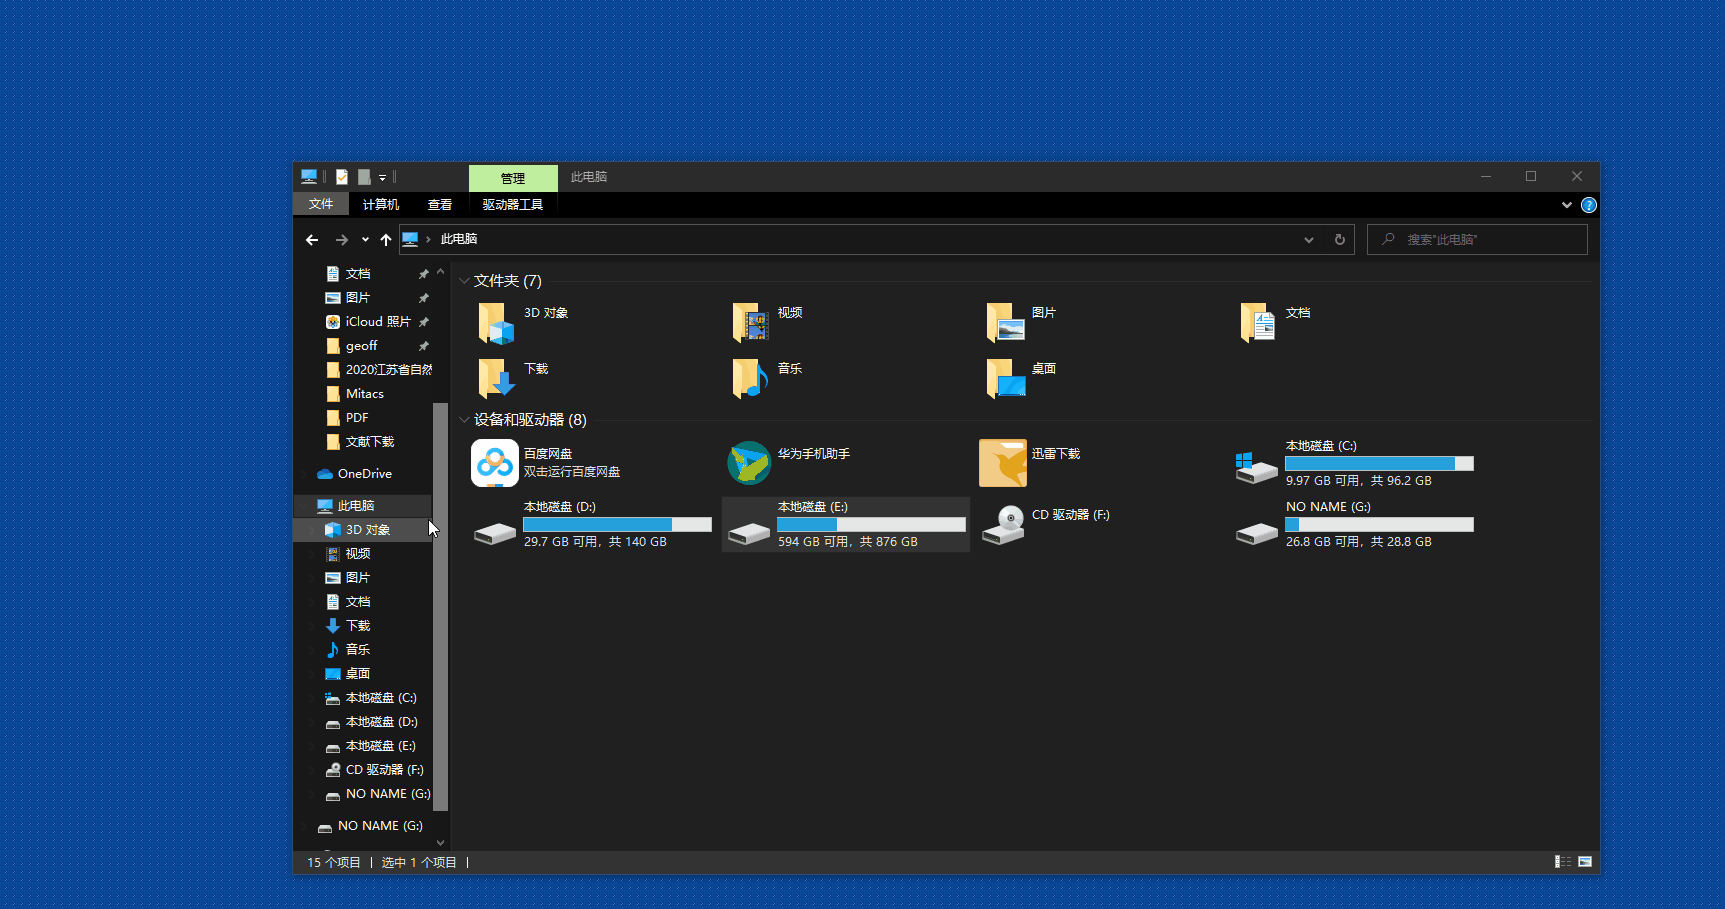 管理
此电脑
文件
计算机
查看
驱动器工具
此电脑
搜索"此电脑"
文档
图片
iCloud 照片
geoff
2020江苏省自然
Mitacs
PDF
文献下载
OneDrive
此电脑
3D 对象
视频
图片
文档
下载
音乐
桌面
本地磁盘 (C:)
本地磁盘 (D:)
本地磁盘 (E:)
CD 驱动器 (F:)
NO NAME (G:)
NO NAME (G:)
文件夹 (7)
3D 对象
视频
图片
文档
下载
音乐
桌面
设备和驱动器 (8)
百度网盘
双击运行百度网盘
华为手机助手
迅雷下载
本地磁盘 (C:)
9.97 GB 可用，共 96.2 GB
本地磁盘 (D:)
29.7 GB 可用，共 140 GB
本地磁盘 (E:)
594 GB 可用，共 876 GB
CD 驱动器 (F:)
NO NAME (G:)
26.8 GB 可用，共 28.8 GB
15 个项目
选中 1 个项目